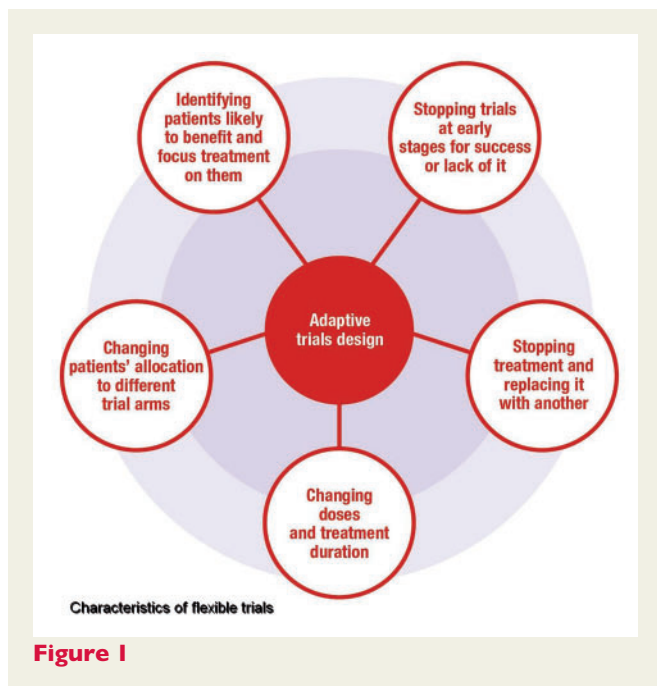 Identifying
patients likely
to benefit and
focus treatment
on them
Stopping trials
at early
stages for success
or lack of it
Adaptive
trials design
Changing
patients’ allocation
to different
trial arms
Stopping
treatment and
replacing it
with another
Changing
doses
and treatment
duration
Characteristics of flexible trials
Figure 1